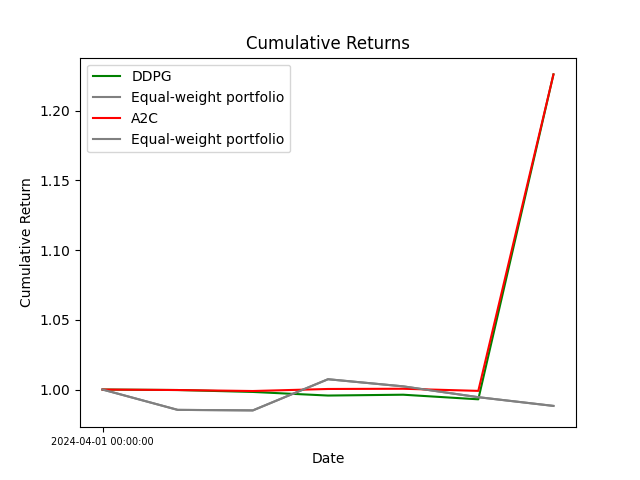 Cumulative Returns
DDPG
Equal-weight portfolio
A2C
Equal-weight portfolio
1.20
1.15
1.10
1.05
1.00
Cumulative Return
2024-04-01 00:00:00
Date